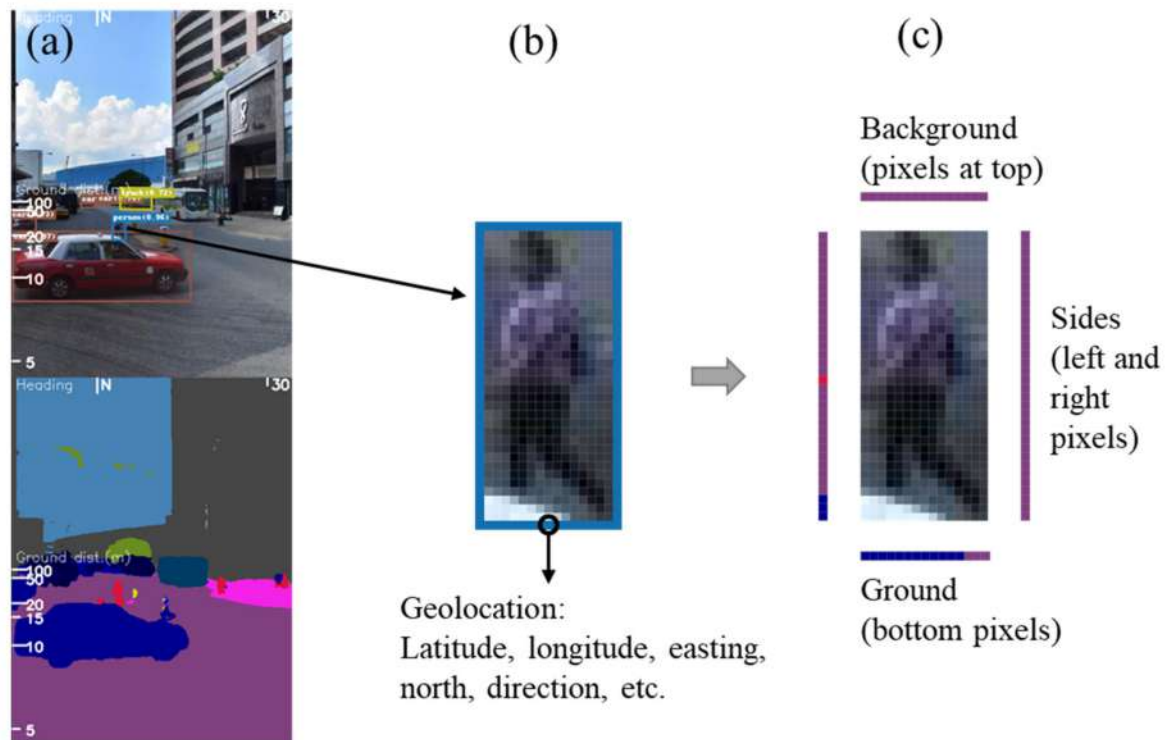 (a)
Heading |N 30
Ground dist.(m)
100
50
20
15
10
5
person(0.96)
Heading |N 30
Ground dist.(m)
100
50
20
15
10
5
(b)
Geolocation:
Latitude, longitude, easting,
north, direction, etc.
(c)
Background
(pixels at top)
Sides
(left and
right
pixels)
Ground
(bottom pixels)